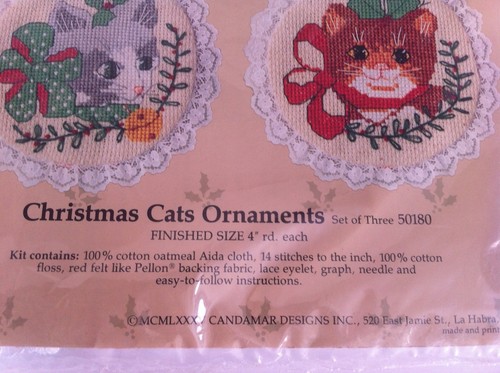 Christmas Cats Ornaments Set of Three 50180
FINISHED SIZE 4" rd. each
Kit contains: 100% cotton oatmeal Aida cloth, 14 stitches to the inch, 100% cotton
floss, red felt like Pellon® backing fabric, lace eyelet, graph, needle and
easy-to-follow instructions.
CANDAMAR DESIGNS INC., 520 East Jamie St., La Habra,
made and print